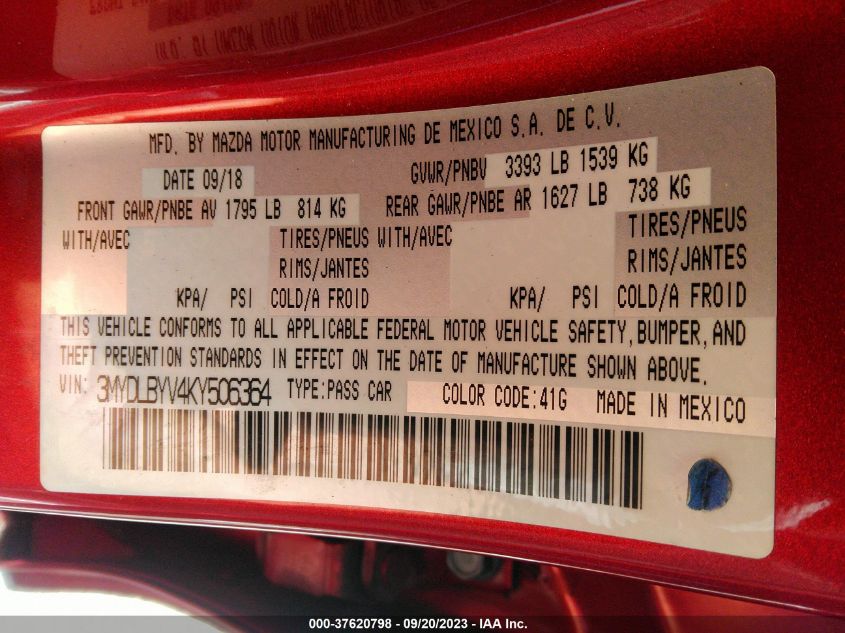 MFD. BY MAZDA MOTOR MANUFACTURING DE MEXICO S.A. DE C.V.
DATE 09/18 GVWR/PNBV 3393 LB 1539 KG
FRONT GAWR/PNBE AV 1795 LB 814 KG REAR GAWR/PNBE AR 1627 LB 738 KG
WITH/AVEC TIRES/PNEUS WITH/AVEC TIRES/PNEUS
RIMS/JANTES RIMS/JANTES
KPA/ PSI COLD/A FROID KPA/ PSI COLD/A FROID
THIS VEHICLE CONFORMS TO ALL APPLICABLE FEDERAL MOTOR VEHICLE SAFETY, BUMPER, AND
THEFT PREVENTION STANDARDS IN EFFECT ON THE DATE OF MANUFACTURE SHOWN ABOVE.
VIN: 3MYDLBYV4KY506364 TYPE:PASS CAR COLOR CODE:41G MADE IN MEXICO
000-37620798 - 09/20/2023 - IAA Inc.